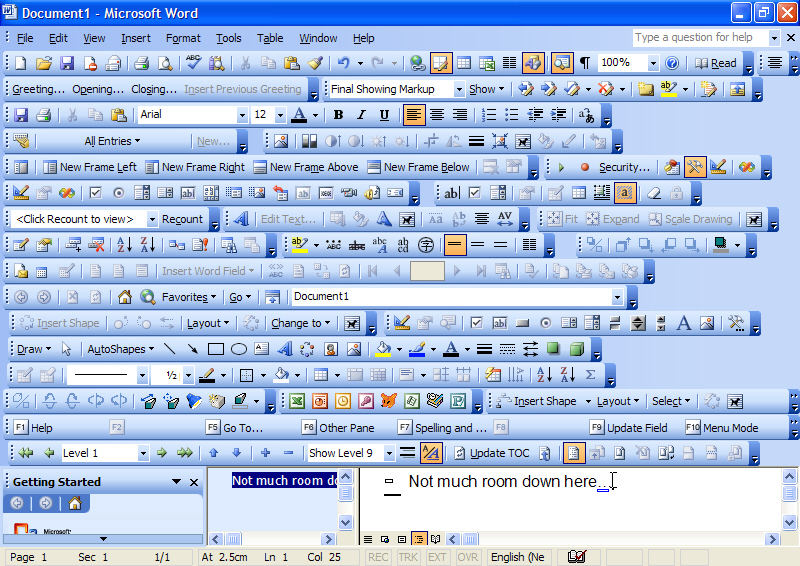 Document1 - Microsoft Word
File Edit View Insert Format Tools Table Window Help Type a question for help
100% Read
Greeting... Opening... Closing... Insert Previous Greeting Final Showing Markup Show
Arial 12 A B I U
All Entries New...
New Frame Left New Frame Right New Frame Above New Frame Below Security...
<Click Recount to view> Recount Edit Text... Fit Expand Scale Drawing
Insert Word Field
Favorites Go Document1
Insert Shape Layout Change to
Draw AutoShapes
½
Insert Shape Layout Select
F1 Help F2 F5 Go To... F6 Other Pane F7 Spelling and ... F8 F9 Update Field F10 Menu Mode
Level 1 Show Level 9 Update TOC
Getting Started
Not much room do
Not much room down here...
Microsoft
Page 1 Sec 1 1/1 At 2.5cm Ln 1 Col 25 REC TRK EXT OVR English (Ne